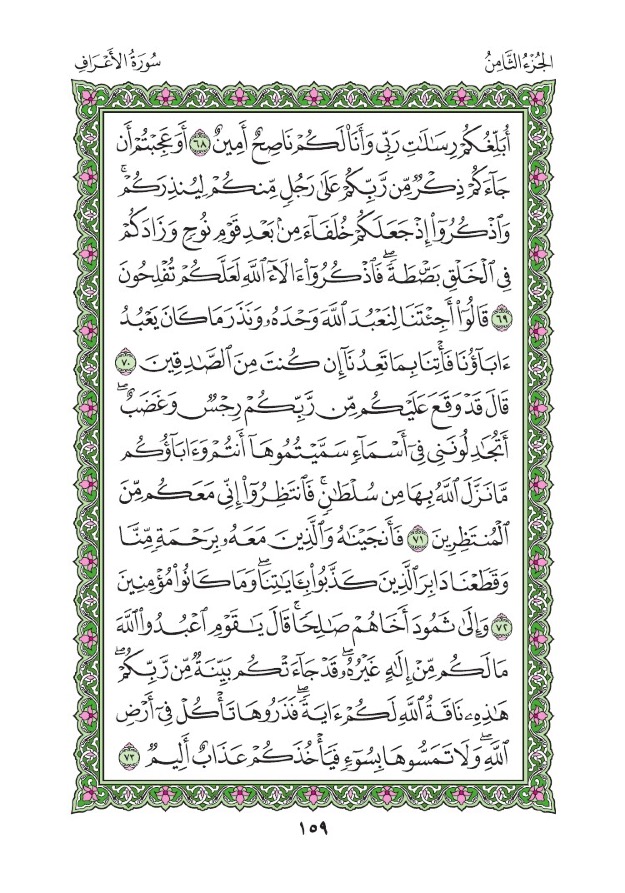 الجُزْءُ الثَّامِنُ
سُورَةُ الأَعْرَافِ
أُبَلِّغُكُمْ رِسَٰلَٰتِ رَبِّى وَأَنَا۠ لَكُمْ نَاصِحٌ أَمِينٌ ٦٨ أَوَعَجِبْتُمْ أَن
جَآءَكُمْ ذِكْرٌ مِّن رَّبِّكُمْ عَلَىٰ رَجُلٍ مِّنكُمْ لِيُنذِرَكُمْ ۚ
وَٱذْكُرُوٓا۟ إِذْ جَعَلَكُمْ خُلَفَآءَ مِنۢ بَعْدِ قَوْمِ نُوحٍ وَزَادَكُمْ
فِى ٱلْخَلْقِ بَصْۜطَةً ۖ فَٱذْكُرُوٓا۟ ءَالَآءَ ٱللَّهِ لَعَلَّكُمْ تُفْلِحُونَ
٦٩ قَالُوٓا۟ أَجِئْتَنَا لِنَعْبُدَ ٱللَّهَ وَحْدَهُۥ وَنَذَرَ مَا كَانَ يَعْبُدُ
ءَابَآؤُنَا فَأْتِنَا بِمَا تَعِدُنَآ إِن كُنتَ مِنَ ٱلصَّٰدِقِينَ ٧٠
قَالَ قَدْ وَقَعَ عَلَيْكُم مِّن رَّبِّكُمْ رِجْسٌ وَغَضَبٌ ۖ
أَتُجَٰدِلُونَنِى فِىٓ أَسْمَآءٍ سَمَّيْتُمُوهَآ أَنتُمْ وَءَابَآؤُكُم
مَّا نَزَّلَ ٱللَّهُ بِهَا مِن سُلْطَٰنٍ ۚ فَٱنتَظِرُوٓا۟ إِنِّى مَعَكُم مِّنَ
ٱلْمُنتَظِرِينَ ٧١ فَأَنجَيْنَٰهُ وَٱلَّذِينَ مَعَهُۥ بِرَحْمَةٍ مِّنَّا
وَقَطَعْنَا دَابِرَ ٱلَّذِينَ كَذَّبُوا۟ بِـَٔايَٰتِنَا ۖ وَمَا كَانُوا۟ مُؤْمِنِينَ
٧٢ وَإِلَىٰ ثَمُودَ أَخَاهُمْ صَٰلِحًا ۗ قَالَ يَٰقَوْمِ ٱعْبُدُوا۟ ٱللَّهَ
مَا لَكُم مِّنْ إِلَٰهٍ غَيْرُهُۥ ۖ قَدْ جَآءَتْكُم بَيِّنَةٌ مِّن رَّبِّكُمْ ۖ
هَٰذِهِۦ نَاقَةُ ٱللَّهِ لَكُمْ ءَايَةً ۖ فَذَرُوهَا تَأْكُلْ فِىٓ أَرْضِ
ٱللَّهِ ۖ وَلَا تَمَسُّوهَا بِسُوٓءٍ فَيَأْخُذَكُمْ عَذَابٌ أَلِيمٌ ٧٣
١٥٩